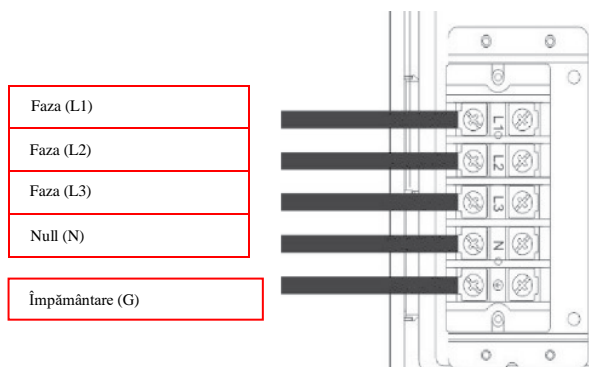 Faza (L1)
Faza (L2)
Faza (L3)
Null (N)
Împământare (G)
L1
L2
L3
N